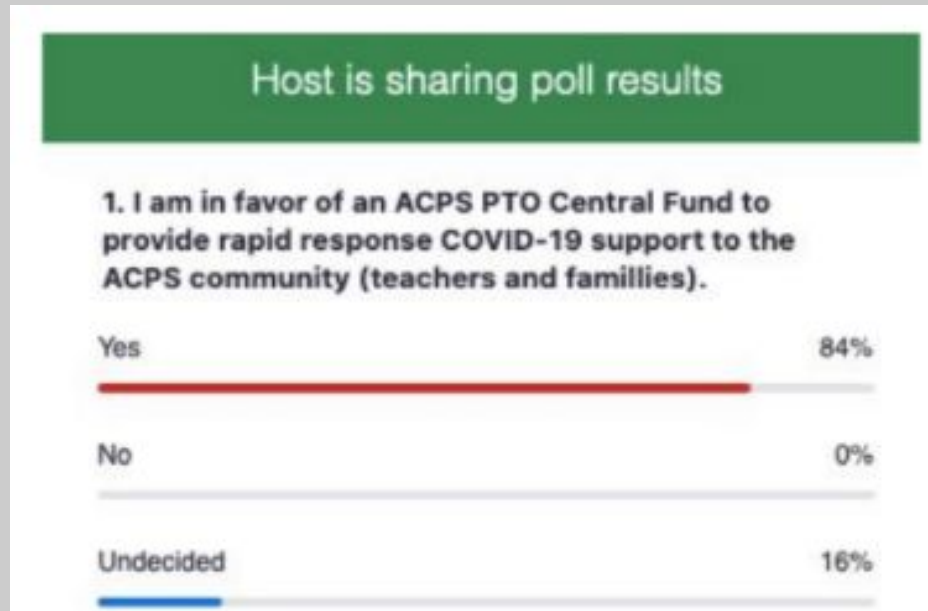 Host is sharing poll results
1. I am in favor of an ACPS PTO Central Fund to
provide rapid response COVID-19 support to the
ACPS community (teachers and famillies).
Yes 84%
No 0%
Undecided 16%